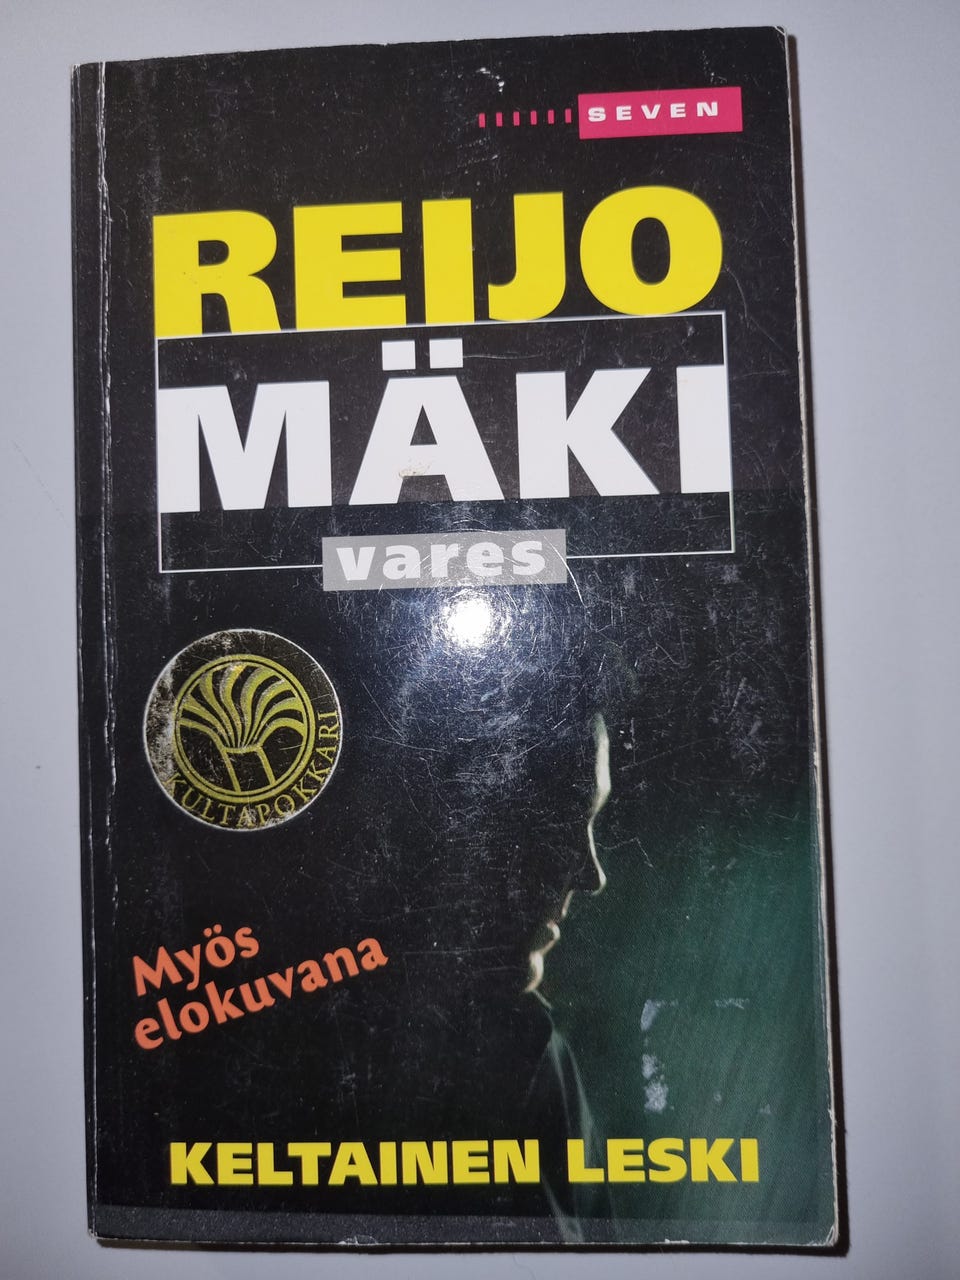 SEVEN
REIJO
MÄKI
vares
KULTAPOKKARI
Myös
elokuvana
KELTAINEN LESKI